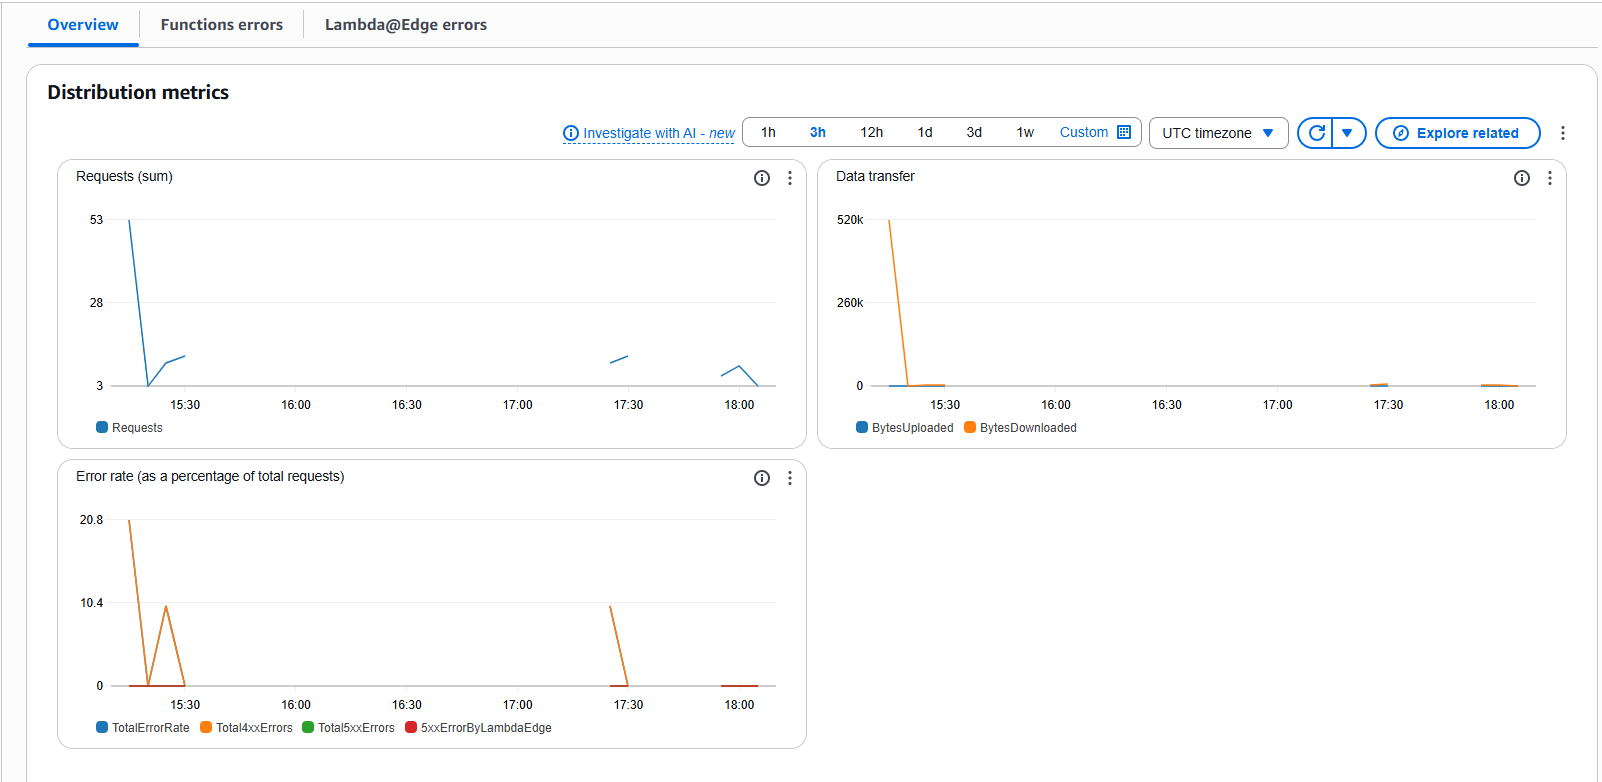 Overview Functions errors Lambda@Edge errors
Distribution metrics
Investigate with AI - new 1h 3h 12h 1d 3d 1w Custom UTC timezone Explore related
Requests (sum)
53
28
3
15:30 16:00 16:30 17:00 17:30 18:00
Requests
Data transfer
520k
260k
0
15:30 16:00 16:30 17:00 17:30 18:00
BytesUploaded BytesDownloaded
Error rate (as a percentage of total requests)
20.8
10.4
0
15:30 16:00 16:30 17:00 17:30 18:00
TotalErrorRate Total4xxErrors Total5xxErrors 5xxErrorByLambdaEdge